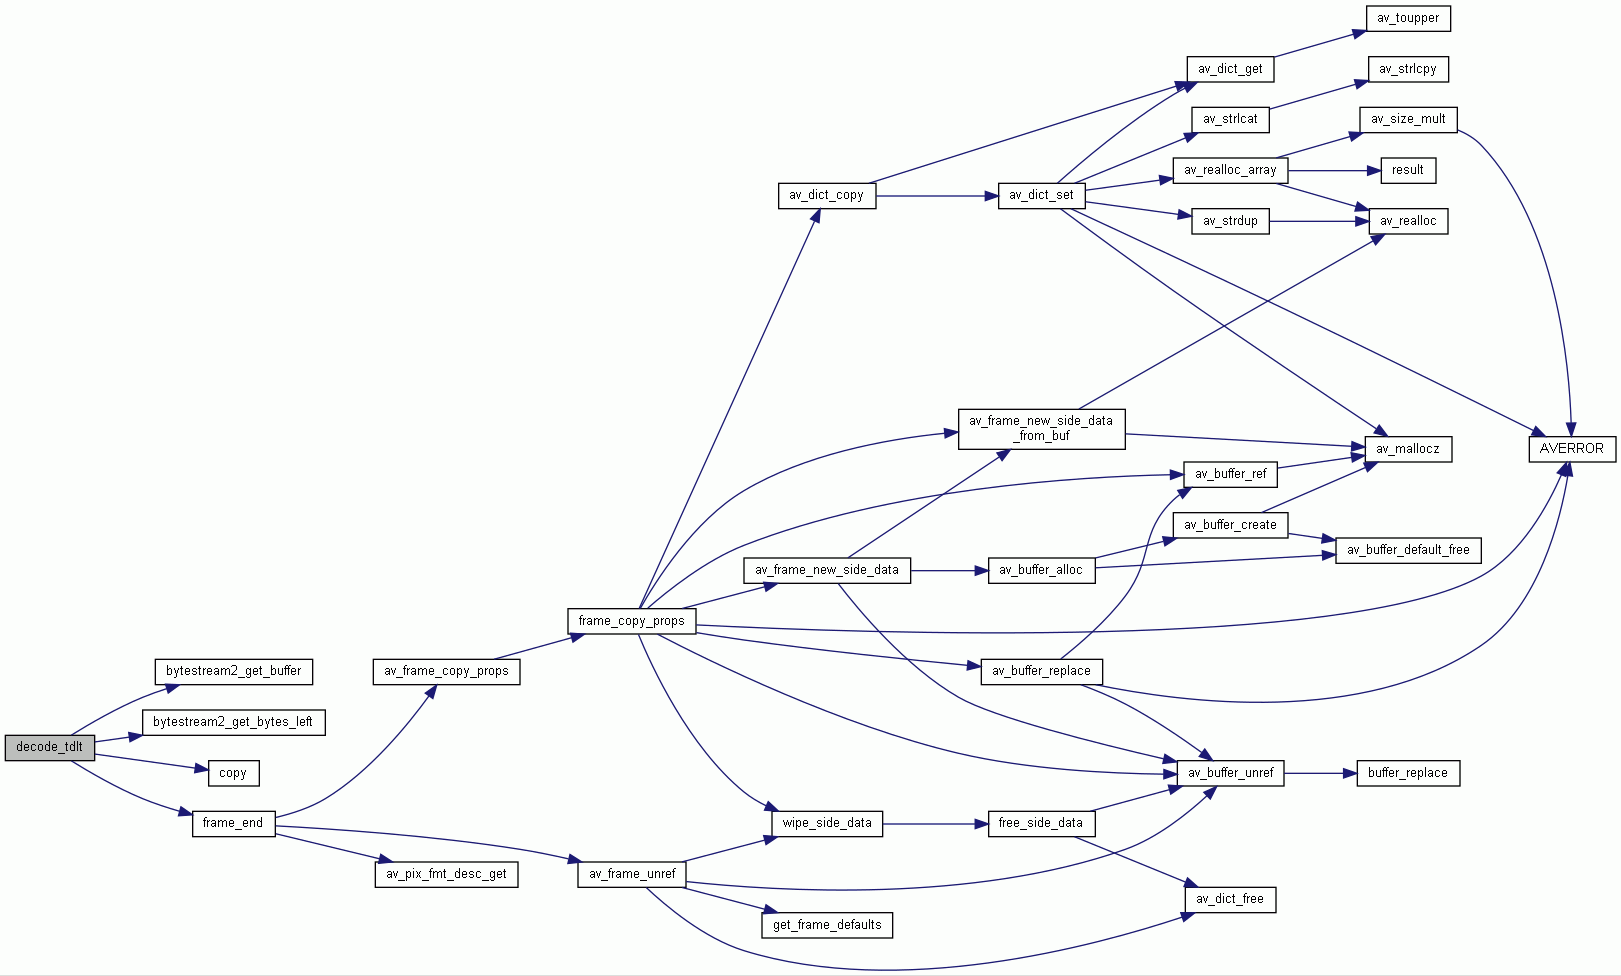 av_toupper
av_dict_get
av_strlcpy
av_strlcat
av_size_mult
av_realloc_array
result
av_dict_copy
av_dict_set
av_strdup
av_realloc
av_frame_new_side_data
_from_buf
av_mallocz
AVERROR
av_buffer_ref
av_buffer_create
av_buffer_default_free
av_frame_new_side_data
av_buffer_alloc
frame_copy_props
bytestream2_get_buffer
av_frame_copy_props
av_buffer_replace
bytestream2_get_bytes_left
decode_tdlt
copy
av_buffer_unref
buffer_replace
frame_end
wipe_side_data
free_side_data
av_pix_fmt_desc_get
av_frame_unref
av_dict_free
get_frame_defaults